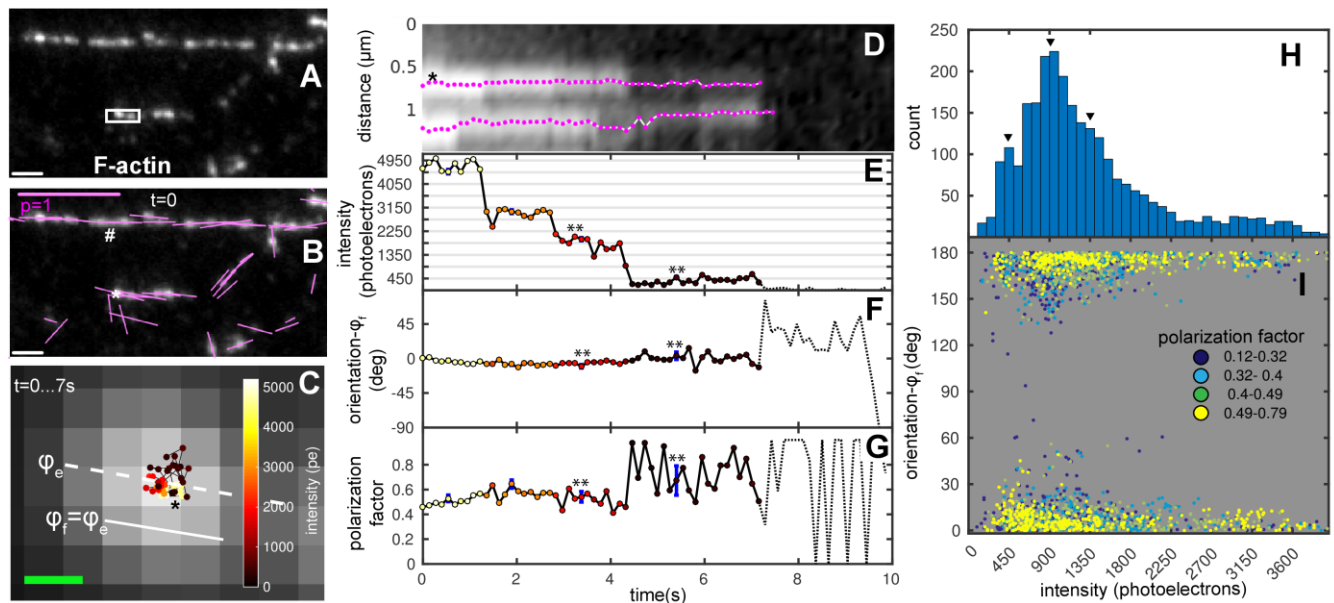 A
F-actin
B
p=1
t=0
#
*
C
t=0...7s
φe
φf=φe
*
5000
4000
3000
2000
1000
0
intensity (pe)
D
*
0
0.5
1
distance (μm)
E
4950
4050
3150
2250
1350
450
intensity
(photoelectrons)
**
**
F
45
0
-45
-90
orientation-φf
(deg)
**
**
G
0.8
0.6
0.4
0.2
0
polarization
factor
**
**
0 2 4 6 8 10
time(s)
H
250
200
150
100
50
0
count
I
180
150
120
90
60
30
0
orientation-φf(deg)
polarization factor
0.12-0.32
0.32- 0.4
0.4-0.49
0.49-0.79
0 450 900 1350 1800 2250 2700 3150 3600
intensity (photoelectrons)